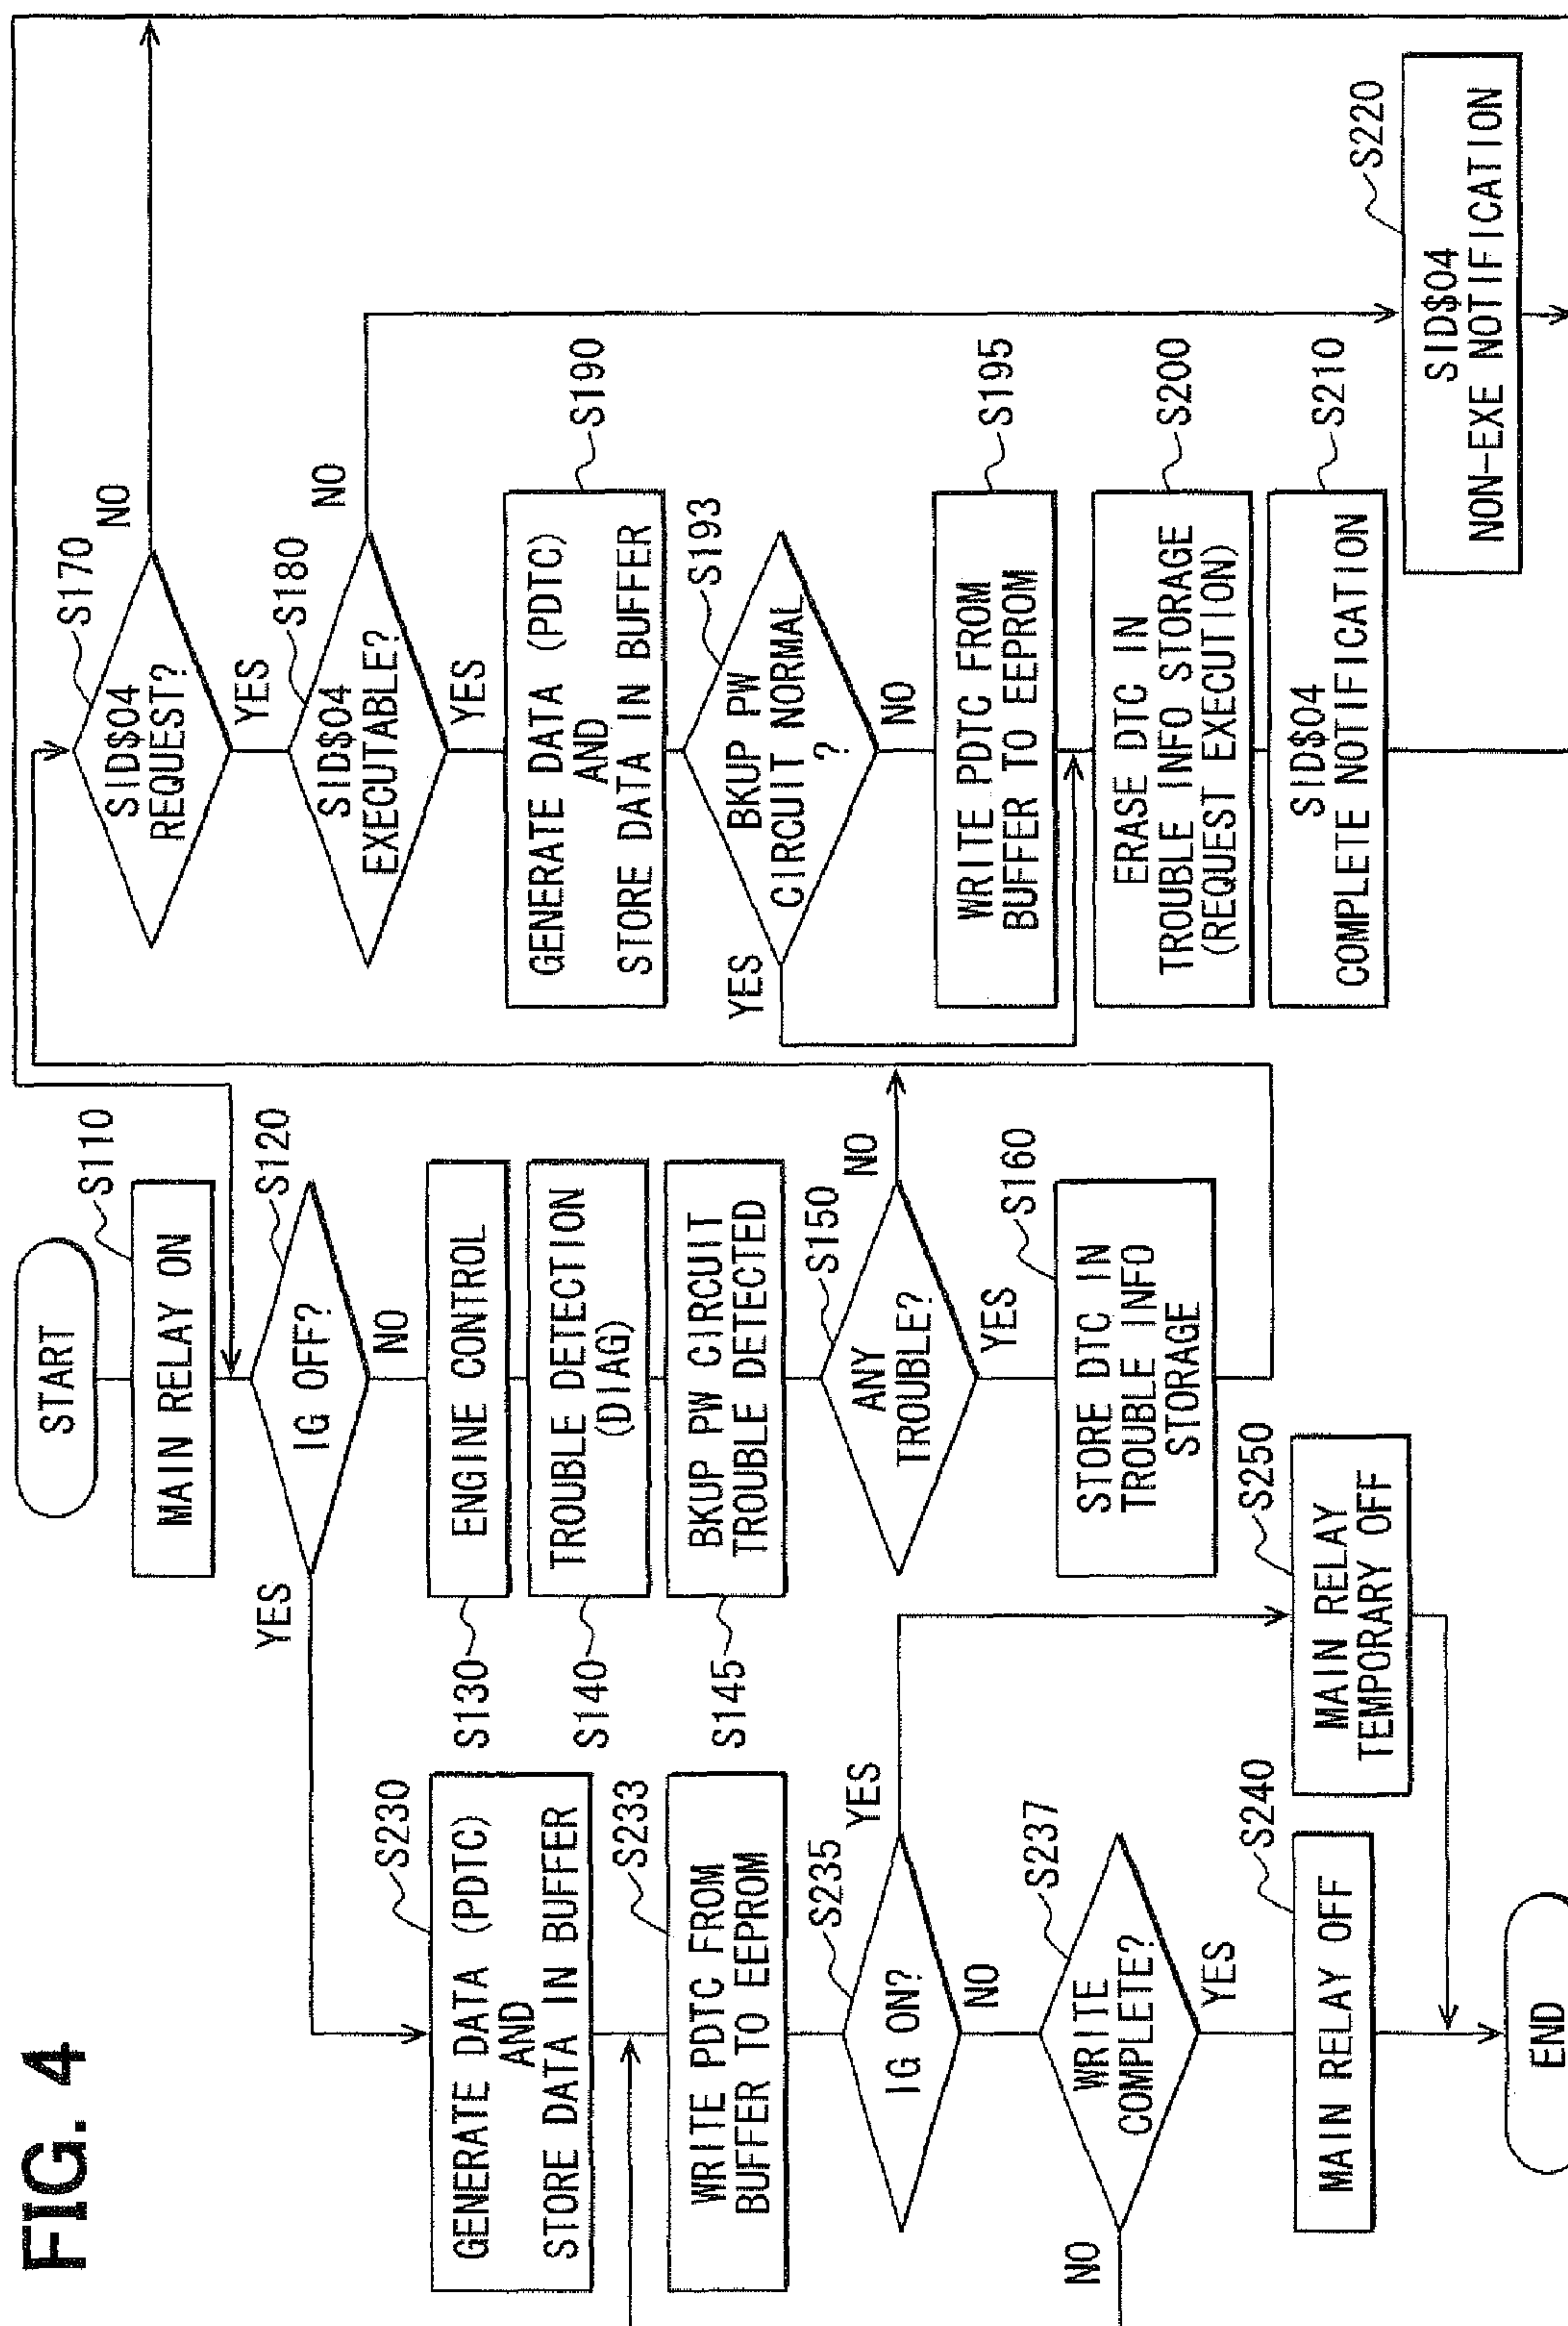 FIG. 4
START
MAIN RELAY ON
S110
IG OFF?
S120
YES
NO
ENGINE CONTROL
S130
TROUBLE DETECTION
(DIAG)
S140
BKUP PW CIRCUIT
TROUBLE DETECTED
S145
ANY
TROUBLE?
S150
NO
YES
STORE DTC IN
TROUBLE INFO
STORAGE
S160
SID$04
REQUEST?
S170
NO
YES
SID$04
EXECUTABLE?
S180
NO
YES
GENERATE DATA (PDTC)
AND
STORE DATA IN BUFFER
S190
BKUP PW
CIRCUIT NORMAL
?
S193
YES
NO
WRITE PDTC FROM
BUFFER TO EEPROM
S195
ERASE DTC IN
TROUBLE INFO STORAGE
(REQUEST EXECUTION)
S200
SID$04
COMPLETE NOTIFICATION
S210
SID$04
NON-EXE NOTIFICATION
S220
GENERATE DATA (PDTC)
AND
STORE DATA IN BUFFER
S230
WRITE PDTC FROM
BUFFER TO EEPROM
S233
IG ON?
S235
YES
NO
WRITE
COMPLETE?
S237
NO
YES
MAIN RELAY OFF
S240
MAIN RELAY
TEMPORARY OFF
S250
END